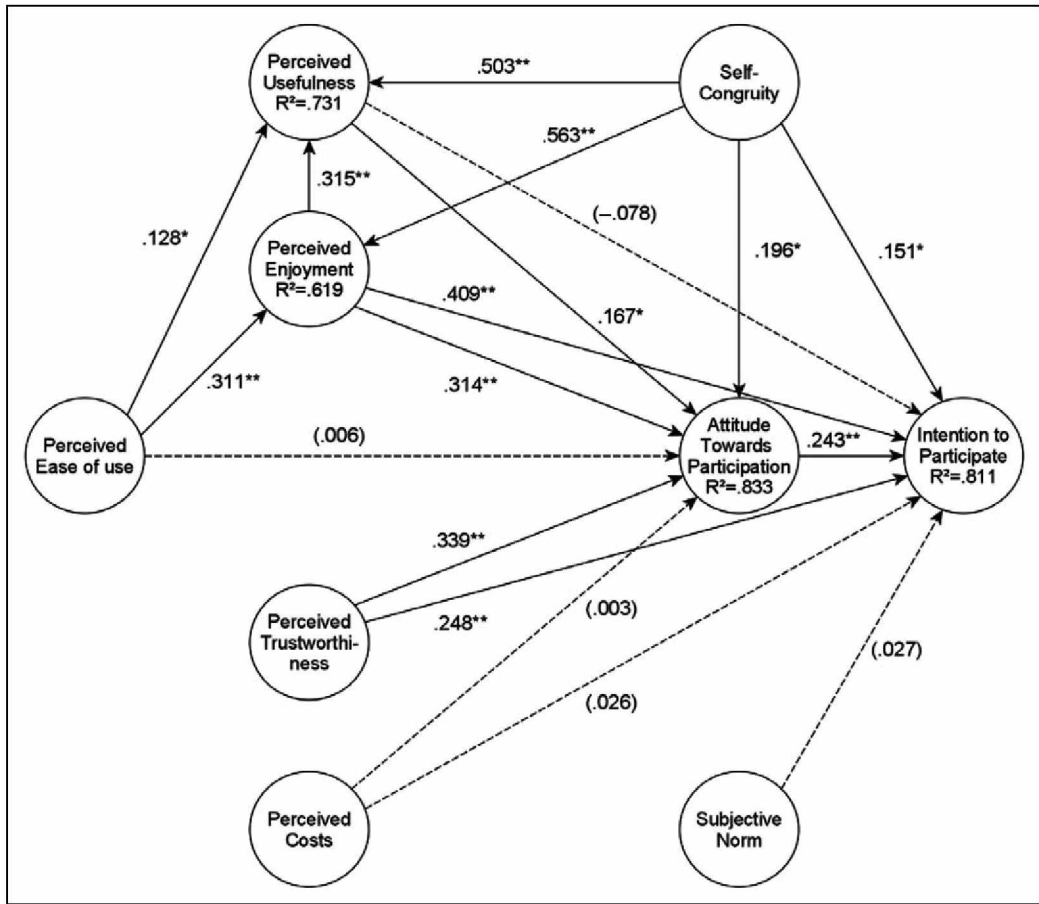 Perceived
Usefulness
R²=.731
.503**
Self-
Congruity
.563**
.315**
.128*
(–.078)
Perceived
Enjoyment
R²=.619
.196*
.151*
.409**
.167*
.311**
.314**
Perceived
Ease of use
(.006)
Attitude
Towards
Participation
R²=.833
.243**
Intention to
Participate
R²=.811
.339**
Perceived
Trustworthi-
ness
.248**
(.003)
(.027)
(.026)
Perceived
Costs
Subjective
Norm